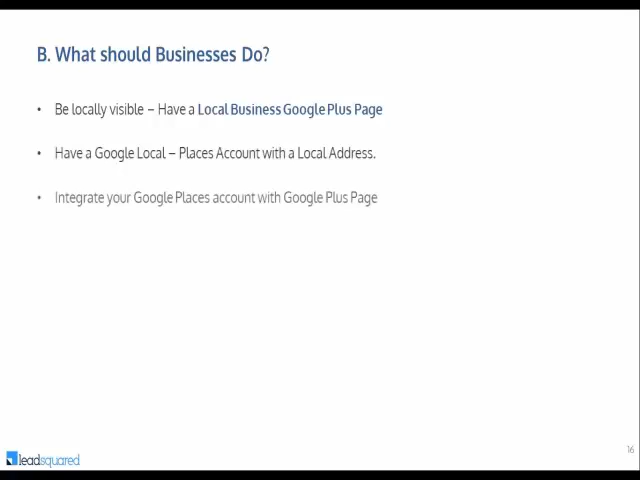 B. What should Businesses Do?
• Be locally visible – Have a Local Business Google Plus Page
• Have a Google Local – Places Account with a Local Address.
• Integrate your Google Places account with Google Plus Page
16
leadsquared